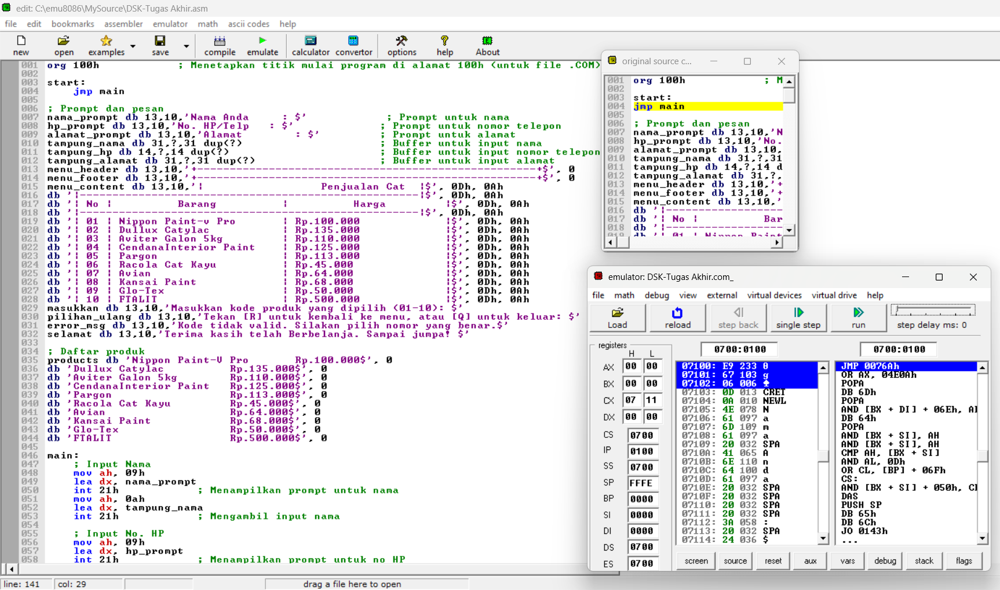 edit: C:\emu8086\MySource\DSK-Tugas Akhir.asm
file edit bookmarks assembler emulator math ascii codes help
new open examples save compile emulate calculator convertor options help About
001 org 100h ; Menetapkan titik mulai program di alamat 100h (untuk file .COM)
002
003 start:
004 jmp main
005
006 ; Prompt dan pesan
007 nama_prompt db 13,10,'Nama Anda : $' ; Prompt untuk nama
008 hp_prompt db 13,10,'No. HP/Telp : $' ; Prompt untuk nomor telepon
009 alamat_prompt db 13,10,'Alamat : $' ; Prompt untuk alamat
010 tampung_nama db 31,?,31 dup(?) ; Buffer untuk input nama
011 tampung_hp db 14,?,14 dup(?) ; Buffer untuk input nomor telepon
012 tampung_alamat db 31,?,31 dup(?) ; Buffer untuk input alamat
013 menu_header db 13,10,'+----------------------------------------------------+$', 0
014 menu_footer db 13,10,'+----------------------------------------------------+$', 0
015 menu_content db 13,10,'¦ Penjualan Cat ¦$', 0Dh, 0Ah
016 db '¦----------------------------------------------------¦$', 0Dh, 0Ah
017 db '¦ No ¦ Barang ¦ Harga ¦$', 0Dh, 0Ah
018 db '¦----------------------------------------------------¦$', 0Dh, 0Ah
019 db '¦ 01 ¦ Nippon Paint-v Pro ¦ Rp.100.000 ¦$', 0Dh, 0Ah
020 db '¦ 02 ¦ Dullux Catylac ¦ Rp.135.000 ¦$', 0Dh, 0Ah
021 db '¦ 03 ¦ Aviter Galon 5kg ¦ Rp.110.000 ¦$', 0Dh, 0Ah
022 db '¦ 04 ¦ CendanaInterior Paint ¦ Rp.125.000 ¦$', 0Dh, 0Ah
023 db '¦ 05 ¦ Pargon ¦ Rp.113.000 ¦$', 0Dh, 0Ah
024 db '¦ 06 ¦ Racola Cat Kayu ¦ Rp.45.000 ¦$', 0Dh, 0Ah
025 db '¦ 07 ¦ Avian ¦ Rp.64.000 ¦$', 0Dh, 0Ah
026 db '¦ 08 ¦ Kansai Paint ¦ Rp.68.000 ¦$', 0Dh, 0Ah
027 db '¦ 09 ¦ Glo-Tex ¦ Rp.50.000 ¦$', 0Dh, 0Ah
028 db '¦ 10 ¦ FTALIT ¦ Rp.500.000 ¦$', 0Dh, 0Ah
029 masukkan db 13,10,'Masukkan kode produk yang dipilih (01-10): $'
030 pilihan_ulang db 13,10,'Tekan [R] untuk kembali ke menu, atau [Q] untuk keluar: $'
031 error_msg db 13,10,'Kode tidak valid. Silakan pilih nomor yang benar.$'
032 selamat db 13,10,'Terima kasih telah Berbelanja. Sampai jumpa! $'
033
034 ; Daftar produk
035 products db 'Nippon Paint-V Pro Rp.100.000$', 0
036 db 'Dullux Catylac Rp.135.000$', 0
037 db 'Aviter Galon 5kg Rp.110.000$', 0
038 db 'CendanaInterior Paint Rp.125.000$', 0
039 db 'Pargon Rp.113.000$', 0
040 db 'Racola Cat Kayu Rp.45.000$', 0
041 db 'Avian Rp.64.000$', 0
042 db 'Kansai Paint Rp.68.000$', 0
043 db 'Glo-Tex Rp.50.000$', 0
044 db 'FTALIT Rp.500.000$', 0
045
046 main:
047 ; Input Nama
048 mov ah, 09h
049 lea dx, nama_prompt
050 int 21h ; Menampilkan prompt untuk nama
051 mov ah, 0ah
052 lea dx, tampung_nama
053 int 21h ; Mengambil input nama
054
055 ; Input No. HP
056 mov ah, 09h
057 lea dx, hp_prompt
058 int 21h ; Menampilkan prompt untuk no HP
line: 141 col: 29 drag a file here to open
original source c...
001 org 100h ; M
002
003 start:
004 jmp main
005
006 ; Prompt dan pesan
007 nama_prompt db 13,10,'N
008 hp_prompt db 13,10,'No.
009 alamat_prompt db 13,10,
010 tampung_nama db 31,?,31
011 tampung_hp db 14,?,14 d
012 tampung_alamat db 31,?,
013 menu_header db 13,10,'+
014 menu_footer db 13,10,'+
015 menu_content db 13,10,'
016 db '¦----------------
017 db '¦ No ¦ Bar
018 db '¦----------------
019 db '¦ 01 ¦ Nippon Paint
emulator: DSK-Tugas Akhir.com_
file math debug view external virtual devices virtual drive help
Load reload step back single step run step delay ms: 0
registers
H L
AX 00 00
BX 00 00
CX 07 11
DX 00 00
CS 0700
IP 0100
SS 0700
SP FFFE
BP 0000
SI 0000
DI 0000
DS 0700
ES 0700
0700:0100
07100: E9 233 θ
07101: 67 103 g
07102: 06 006 ♠
07103: 0D 013 CRET
07104: 0A 010 NEWL
07105: 4E 078 N
07106: 61 097 a
07107: 6D 109 m
07108: 61 097 a
07109: 20 032 SPA
0710A: 41 065 A
0710B: 6E 110 n
0710C: 64 100 d
0710D: 61 097 a
0710E: 20 032 SPA
0710F: 20 032 SPA
07110: 20 032 SPA
07111: 20 032 SPA
07112: 3A 058 :
07113: 20 032 SPA
07114: 24 036 $
0700:0100
JMP 0076Ah
OR AX, 04E0Ah
POPA
DB 6Dh
POPA
AND [BX + DI] + 06Eh, A
DB 64h
POPA
AND [BX + SI], AH
AND [BX + SI], AH
CMP AH, [BX + SI]
AND AL, 0Dh
OR CL, [BP] + 06Fh
CS:
AND [BX + SI] + 050h, C
DAS
PUSH SP
DB 65h
DB 6Ch
JO 0143h
...
screen source reset aux vars debug stack flags